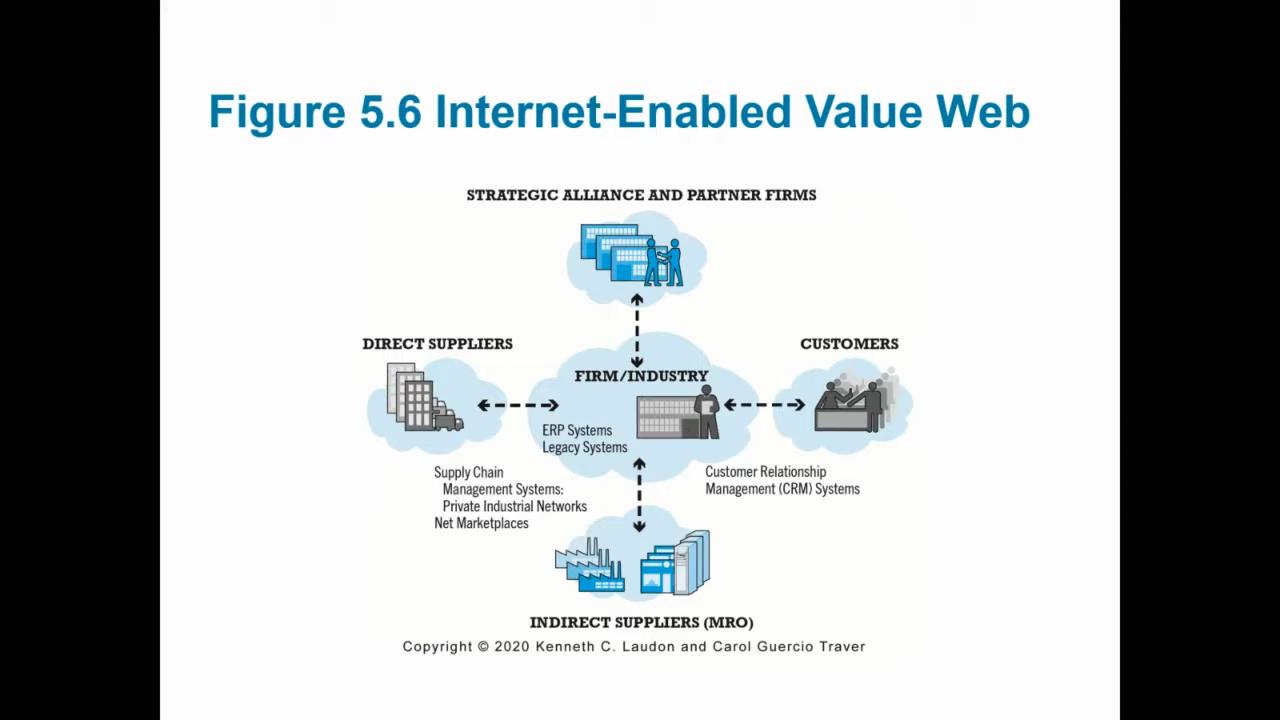 Figure 5.6 Internet-Enabled Value Web
STRATEGIC ALLIANCE AND PARTNER FIRMS
DIRECT SUPPLIERS
CUSTOMERS
FIRM/INDUSTRY
ERP Systems
Legacy Systems
Supply Chain
Management Systems:
Private Industrial Networks
Net Marketplaces
Customer Relationship
Management (CRM) Systems
INDIRECT SUPPLIERS (MRO)
Copyright © 2020 Kenneth C. Laudon and Carol Guercio Traver